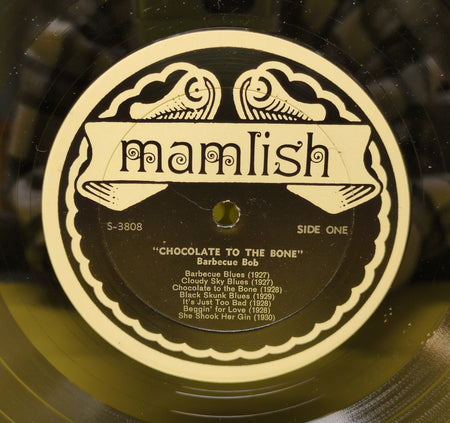 mamlish
S-3808 SIDE ONE
"CHOCOLATE TO THE BONE"
Barbecue Bob
Barbecue Blues (1927)
Cloudy Sky Blues (1927)
Chocolate to the Bone (1928)
Black Skunk Blues (1929)
It's Just Too Bad (1928)
Beggin' for Love (1928)
She Shook Her Gin (1930)